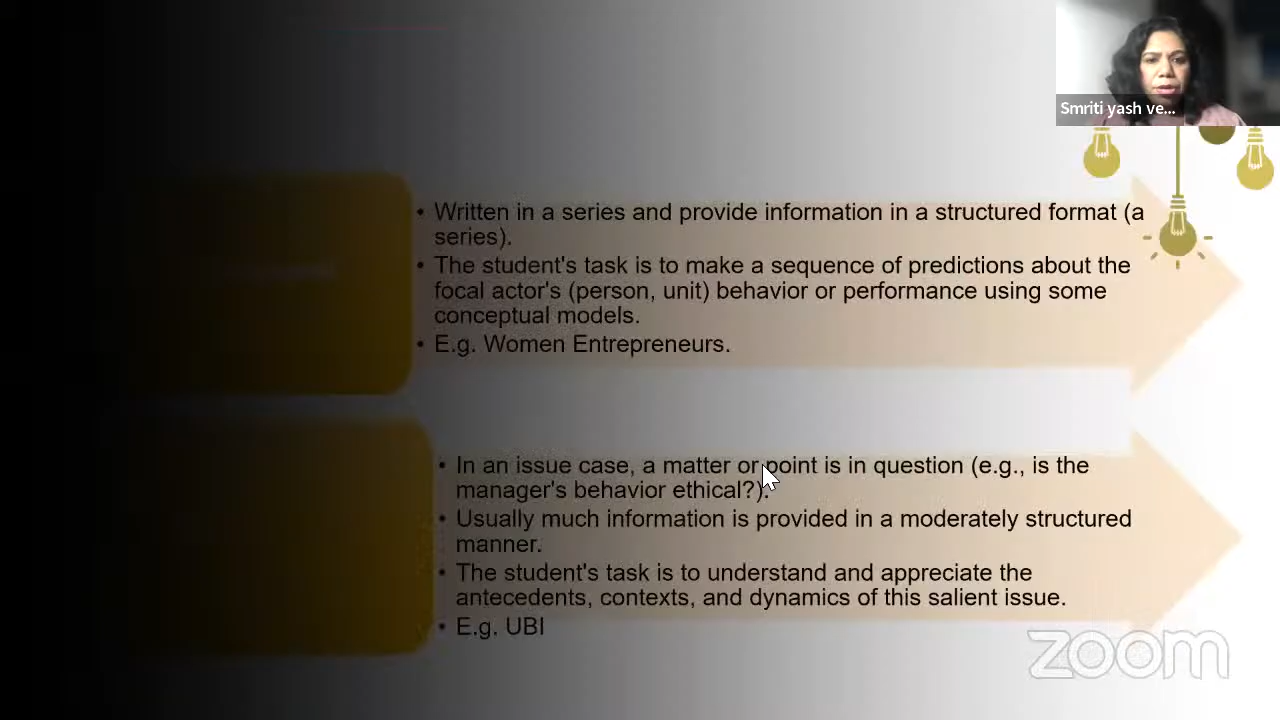 Smriti yash ve...
• Written in a series and provide information in a structured format (a
series).
• The student's task is to make a sequence of predictions about the
focal actor's (person, unit) behavior or performance using some
conceptual models.
• E.g. Women Entrepreneurs.
• In an issue case, a matter or point is in question (e.g., is the
manager's behavior ethical?).
• Usually much information is provided in a moderately structured
manner.
• The student's task is to understand and appreciate the
antecedents, contexts, and dynamics of this salient issue.
• E.g. UBI
zoom